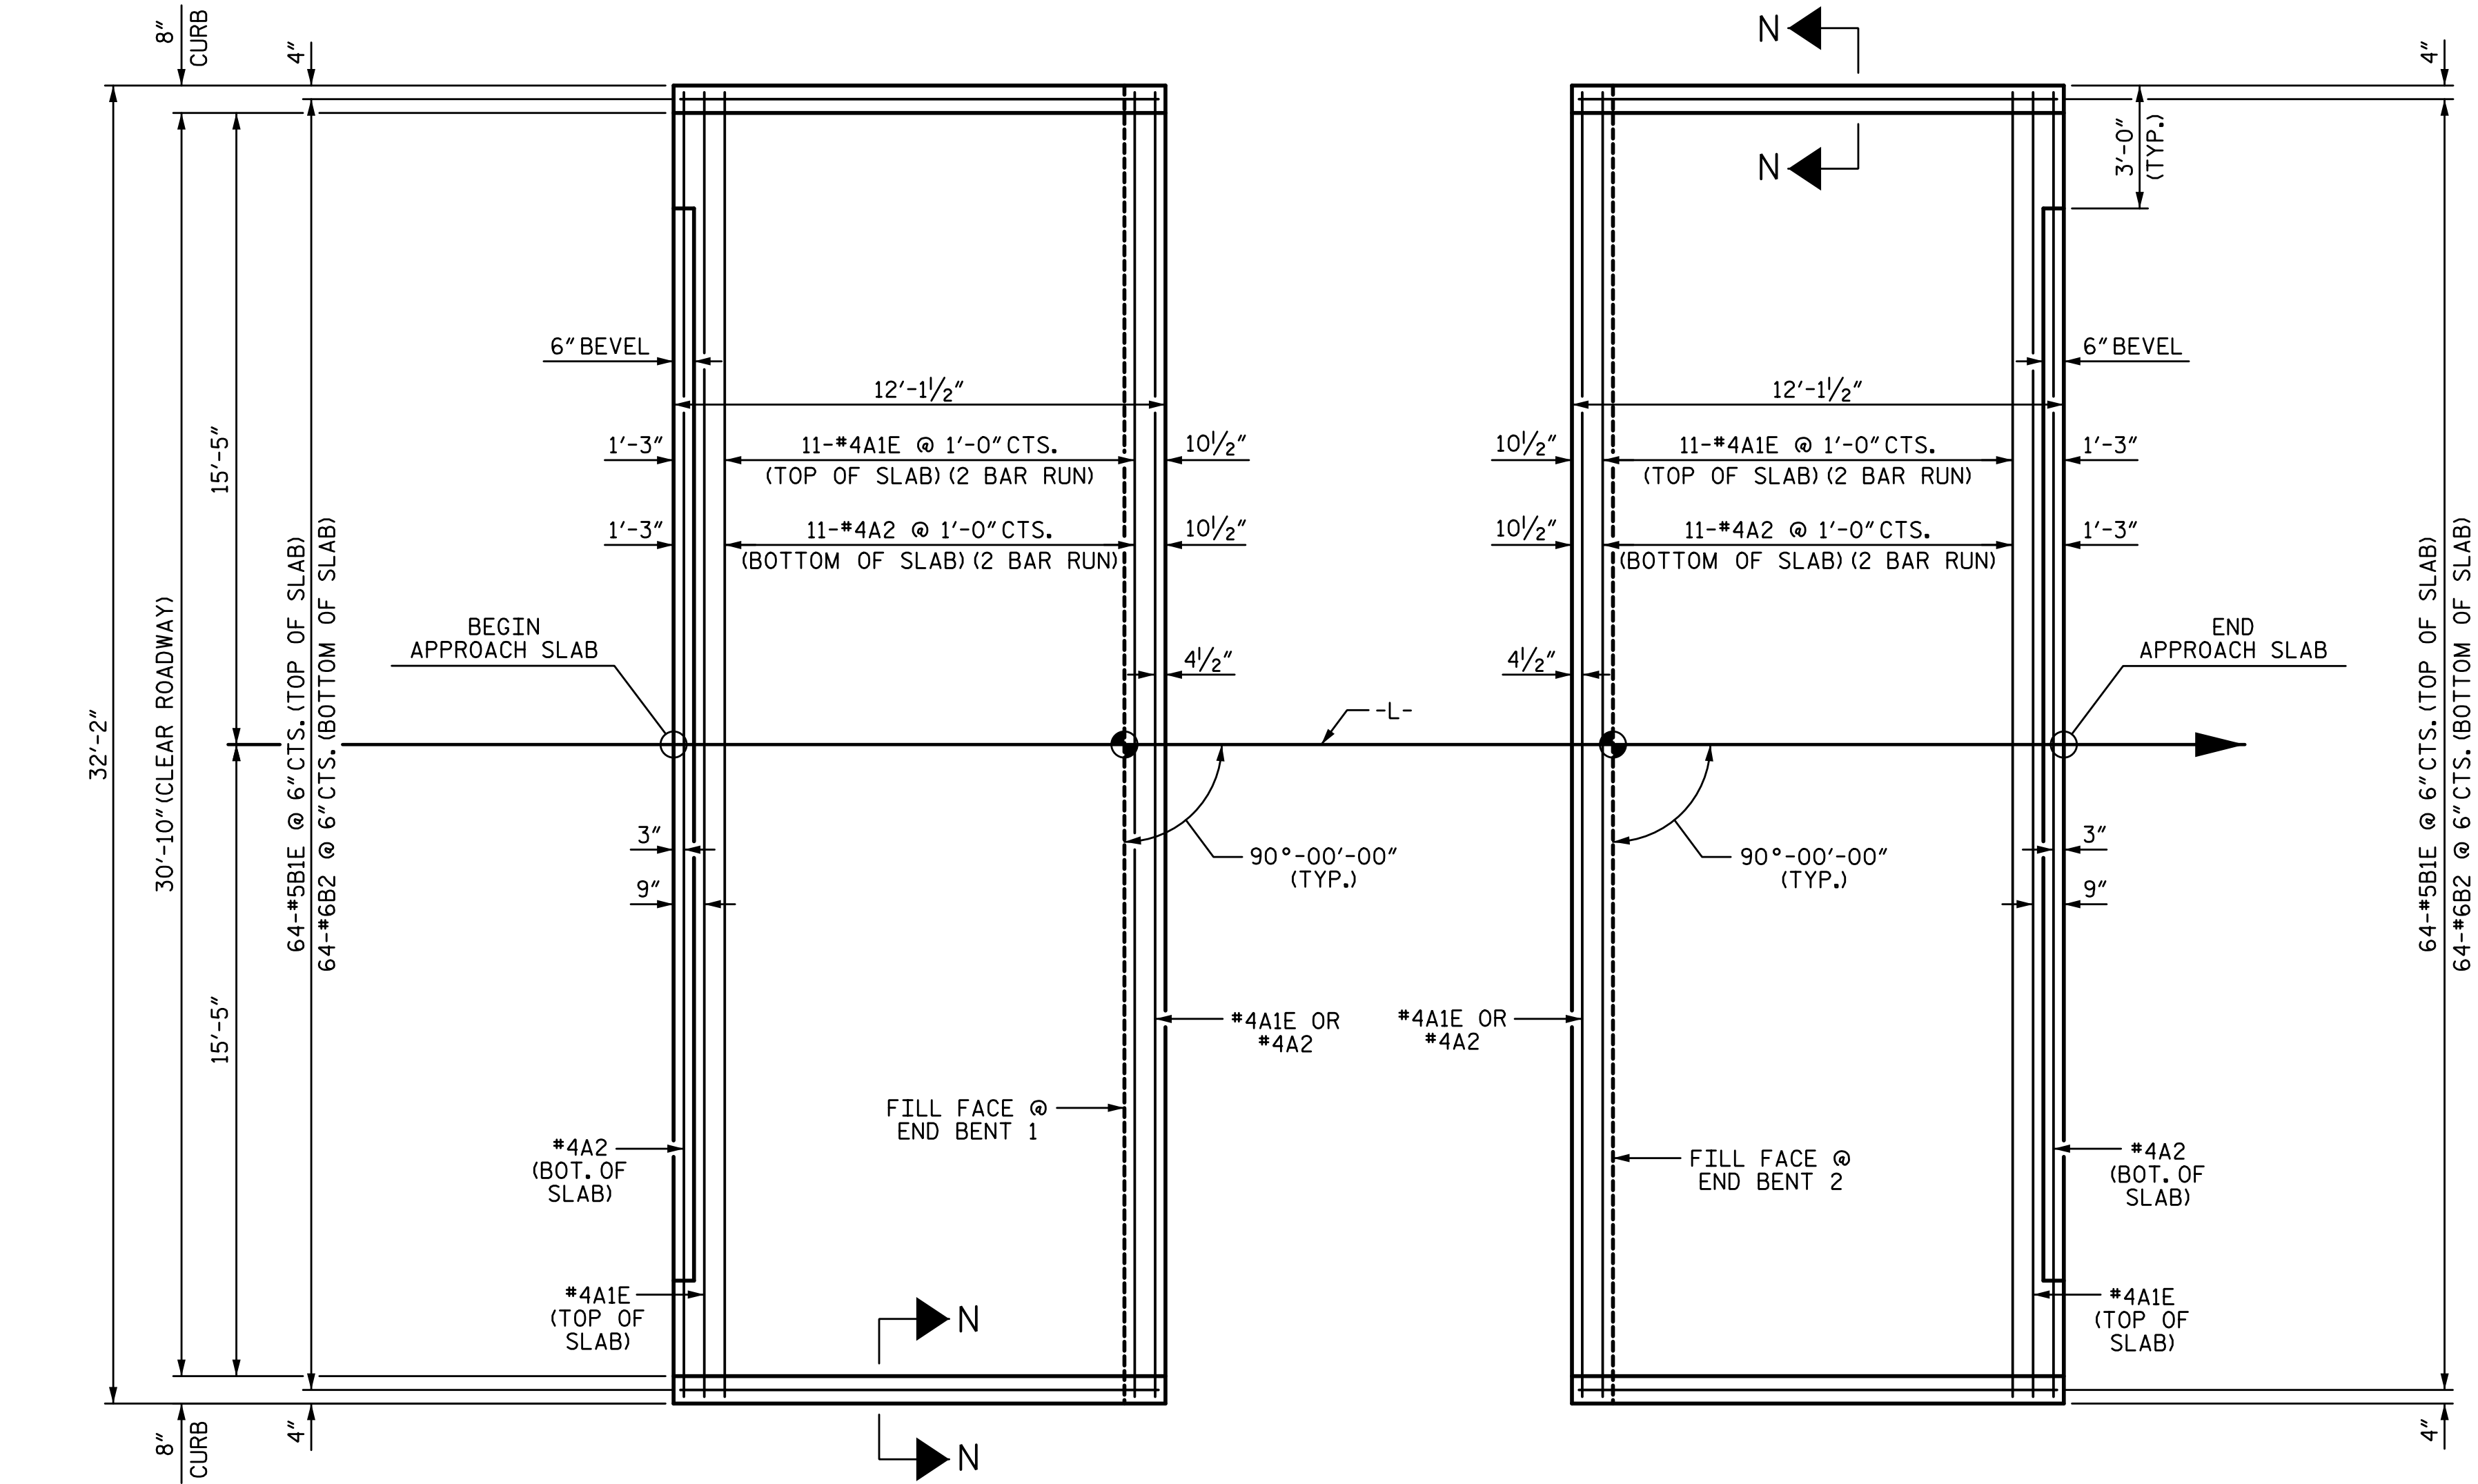 8"
CURB
4"
32'-2"
30'-10" (CLEAR ROADWAY)
15'-5"
15'-5"
64-#5B1E @ 6" CTS. (TOP OF SLAB)
64-#6B2 @ 6" CTS. (BOTTOM OF SLAB)
8"
CURB
4"
6" BEVEL
12'-1½"
1'-3"
11-#4A1E @ 1'-0" CTS.
(TOP OF SLAB) (2 BAR RUN)
10½"
1'-3"
11-#4A2 @ 1'-0" CTS.
(BOTTOM OF SLAB) (2 BAR RUN)
10½"
BEGIN
APPROACH SLAB
4½"
3"
9"
90°-00'-00"
(TYP.)
#4A1E OR
#4A2
FILL FACE @
END BENT 1
#4A2
(BOT. OF
SLAB)
#4A1E
(TOP OF
SLAB)
N
N
-L-
N
N
4"
3'-0"
(TYP.)
6" BEVEL
12'-1½"
10½"
11-#4A1E @ 1'-0" CTS.
(TOP OF SLAB) (2 BAR RUN)
1'-3"
10½"
11-#4A2 @ 1'-0" CTS.
(BOTTOM OF SLAB) (2 BAR RUN)
1'-3"
4½"
END
APPROACH SLAB
3"
9"
90°-00'-00"
(TYP.)
#4A1E OR
#4A2
FILL FACE @
END BENT 2
#4A2
(BOT. OF
SLAB)
#4A1E
(TOP OF
SLAB)
64-#5B1E @ 6" CTS. (TOP OF SLAB)
64-#6B2 @ 6" CTS. (BOTTOM OF SLAB)
4"